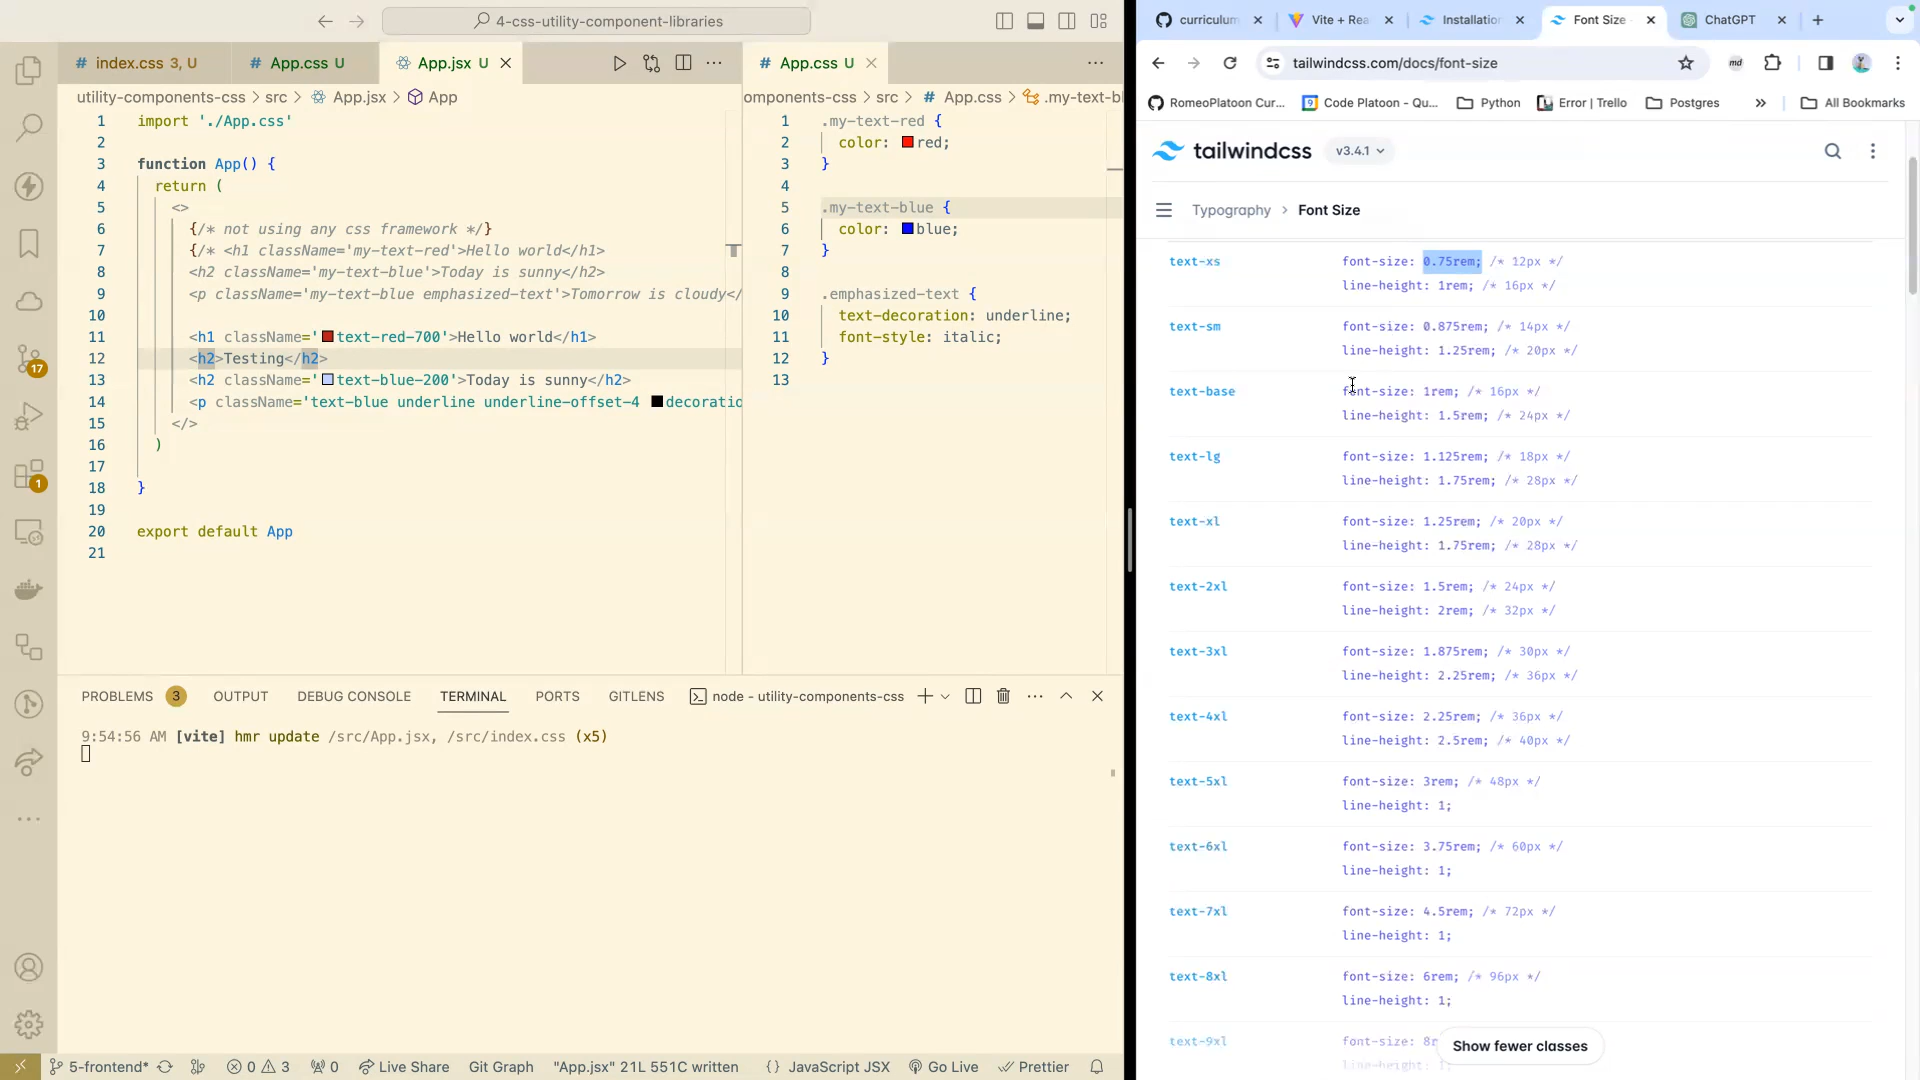 4-css-utility-component-libraries
# index.css 3, U
# App.css U
App.jsx U
# App.css U
utility-components-css > src > App.jsx > App
omponents-css > src > # App.css > .my-text-b
1 import './App.css'
2
3 function App() {
4 return (
5 <>
6 {/* not using any css framework */}
7 {/* <h1 className='my-text-red'>Hello world</h1>
8 <h2 className='my-text-blue'>Today is sunny</h2>
9 <p className='my-text-blue emphasized-text'>Tomorrow is cloudy</
10
11 <h1 className='text-red-700'>Hello world</h1>
12 <h2>Testing</h2>
13 <h2 className='text-blue-200'>Today is sunny</h2>
14 <p className='text-blue underline underline-offset-4 decoratio
15 </>
16 )
17
18 }
19
20 export default App
21
1 .my-text-red {
2 color: red;
3 }
4
5 .my-text-blue {
6 color: blue;
7 }
8
9 .emphasized-text {
10 text-decoration: underline;
11 font-style: italic;
12 }
13
17
1
PROBLEMS 3 OUTPUT DEBUG CONSOLE TERMINAL PORTS GITLENS node - utility-components-css
9:54:56 AM [vite] hmr update /src/App.jsx, /src/index.css (x5)
5-frontend* 0 3 0 Live Share Git Graph "App.jsx" 21L 551C written {} JavaScript JSX Go Live Prettier
curriculum Vite + Rea Installatio Font Size - ChatGPT
tailwindcss.com/docs/font-size
md
RomeoPlatoon Cur... Code Platoon - Qu... Python Error | Trello Postgres » All Bookmarks
tailwindcss v3.4.1
Typography > Font Size
text-xs font-size: 0.75rem; /* 12px */
line-height: 1rem; /* 16px */
text-sm font-size: 0.875rem; /* 14px */
line-height: 1.25rem; /* 20px */
text-base font-size: 1rem; /* 16px */
line-height: 1.5rem; /* 24px */
text-lg font-size: 1.125rem; /* 18px */
line-height: 1.75rem; /* 28px */
text-xl font-size: 1.25rem; /* 20px */
line-height: 1.75rem; /* 28px */
text-2xl font-size: 1.5rem; /* 24px */
line-height: 2rem; /* 32px */
text-3xl font-size: 1.875rem; /* 30px */
line-height: 2.25rem; /* 36px */
text-4xl font-size: 2.25rem; /* 36px */
line-height: 2.5rem; /* 40px */
text-5xl font-size: 3rem; /* 48px */
line-height: 1;
text-6xl font-size: 3.75rem; /* 60px */
line-height: 1;
text-7xl font-size: 4.5rem; /* 72px */
line-height: 1;
text-8xl font-size: 6rem; /* 96px */
line-height: 1;
text-9xl font-size: 8r
line-height: 1;
Show fewer classes